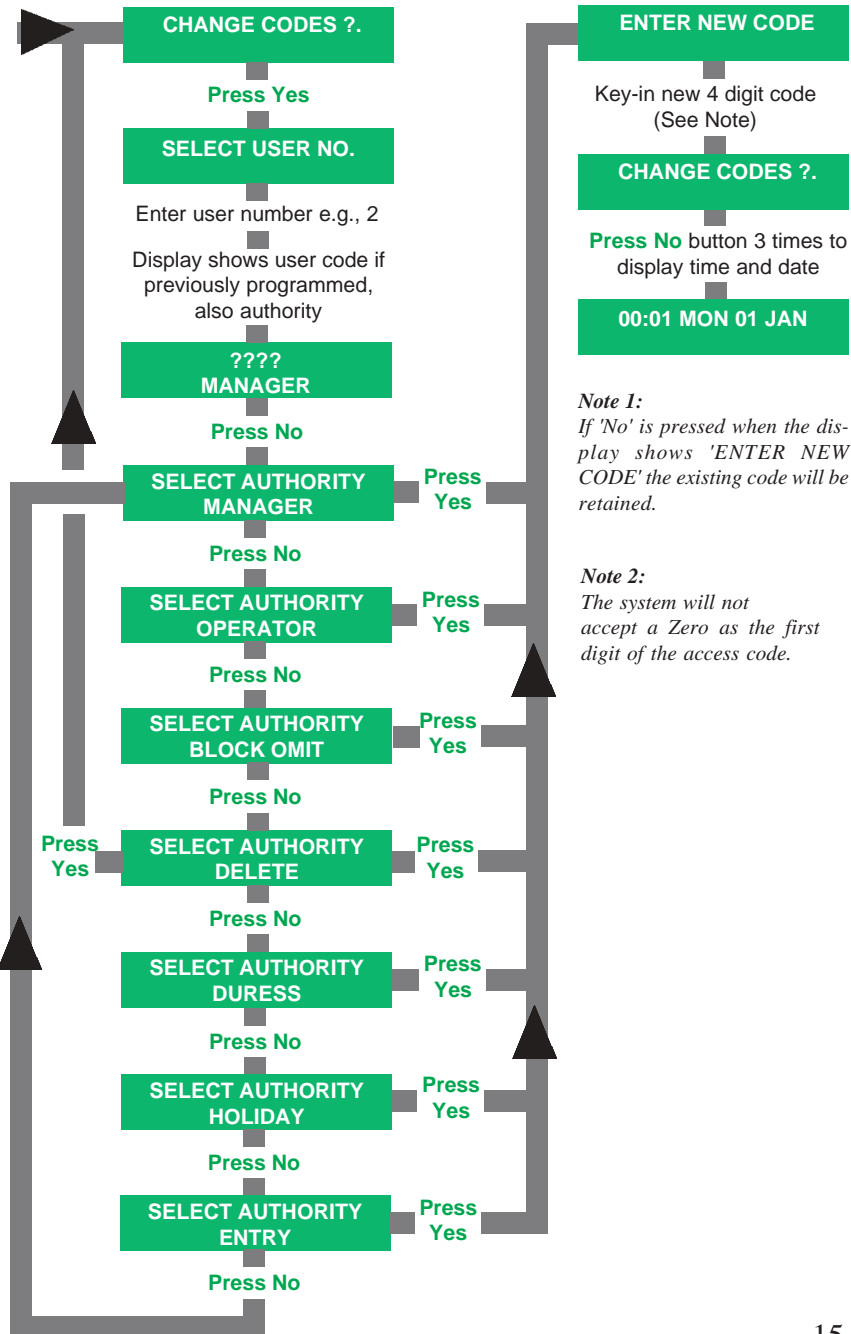 CHANGE CODES ?.
Press Yes
SELECT USER NO.
Enter user number e.g., 2
Display shows user code if
previously programmed,
also authority
????
MANAGER
Press No
SELECT AUTHORITY
MANAGER
Press
Yes
Press No
SELECT AUTHORITY
OPERATOR
Press
Yes
Press No
SELECT AUTHORITY
BLOCK OMIT
Press
Yes
Press No
Press
Yes
SELECT AUTHORITY
DELETE
Press
Yes
Press No
SELECT AUTHORITY
DURESS
Press
Yes
Press No
SELECT AUTHORITY
HOLIDAY
Press
Yes
Press No
SELECT AUTHORITY
ENTRY
Press
Yes
Press No
ENTER NEW CODE
Key-in new 4 digit code
(See Note)
CHANGE CODES ?.
Press No button 3 times to
display time and date
00:01 MON 01 JAN
Note 1:
If 'No' is pressed when the dis-
play shows 'ENTER NEW
CODE' the existing code will be
retained.
Note 2:
The system will not
accept a Zero as the first
digit of the access code.
15